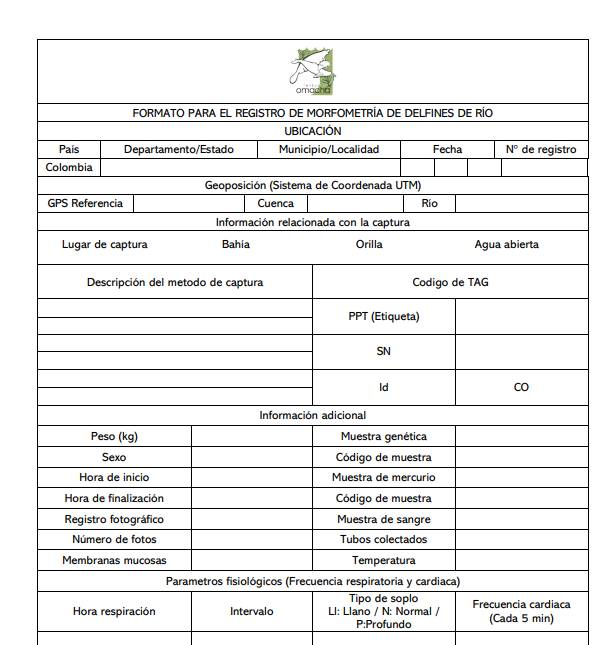 omacha
FORMATO PARA EL REGISTRO DE MORFOMETRÍA DE DELFINES DE RÍO
UBICACIÓN
País Departamento/Estado Municipio/Localidad Fecha N° de registro
Colombia
Geoposición (Sistema de Coordenada UTM)
GPS Referencia Cuenca Río
Información relacionada con la captura
Lugar de captura Bahía Orilla Agua abierta
Descripción del metodo de captura Codigo de TAG
PPT (Etiqueta)
SN
Id CO
Información adicional
Peso (kg) Muestra genética
Sexo Código de muestra
Hora de inicio Muestra de mercurio
Hora de finalización Código de muestra
Registro fotográfico Muestra de sangre
Número de fotos Tubos colectados
Membranas mucosas Temperatura
Parametros fisiológicos (Frecuencia respiratoria y cardiaca)
Hora respiración Intervalo Tipo de soplo
LI: Llano / N: Normal /
P:Profundo
Frecuencia cardiaca
(Cada 5 min)